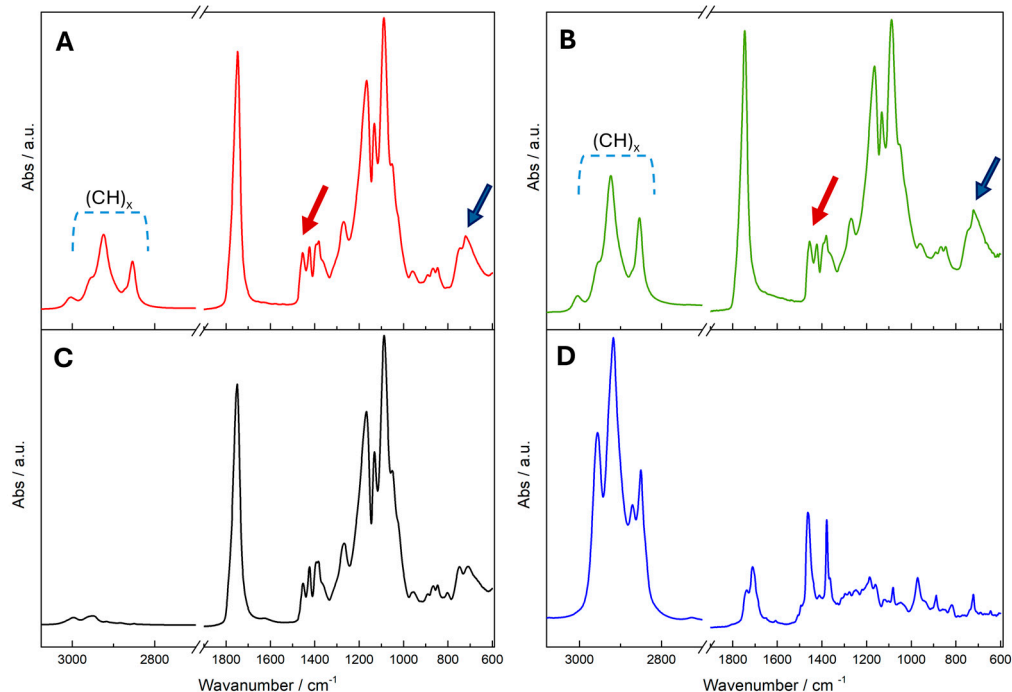 A
(CH)x
Abs / a.u.
B
(CH)x
Abs / a.u.
C
Abs / a.u.
3000 2800 1800 1600 1400 1200 1000 800 600
Wavanumber / cm-1
D
Abs / a.u.
3000 2800 1800 1600 1400 1200 1000 800 600
Wavenumber / cm-1